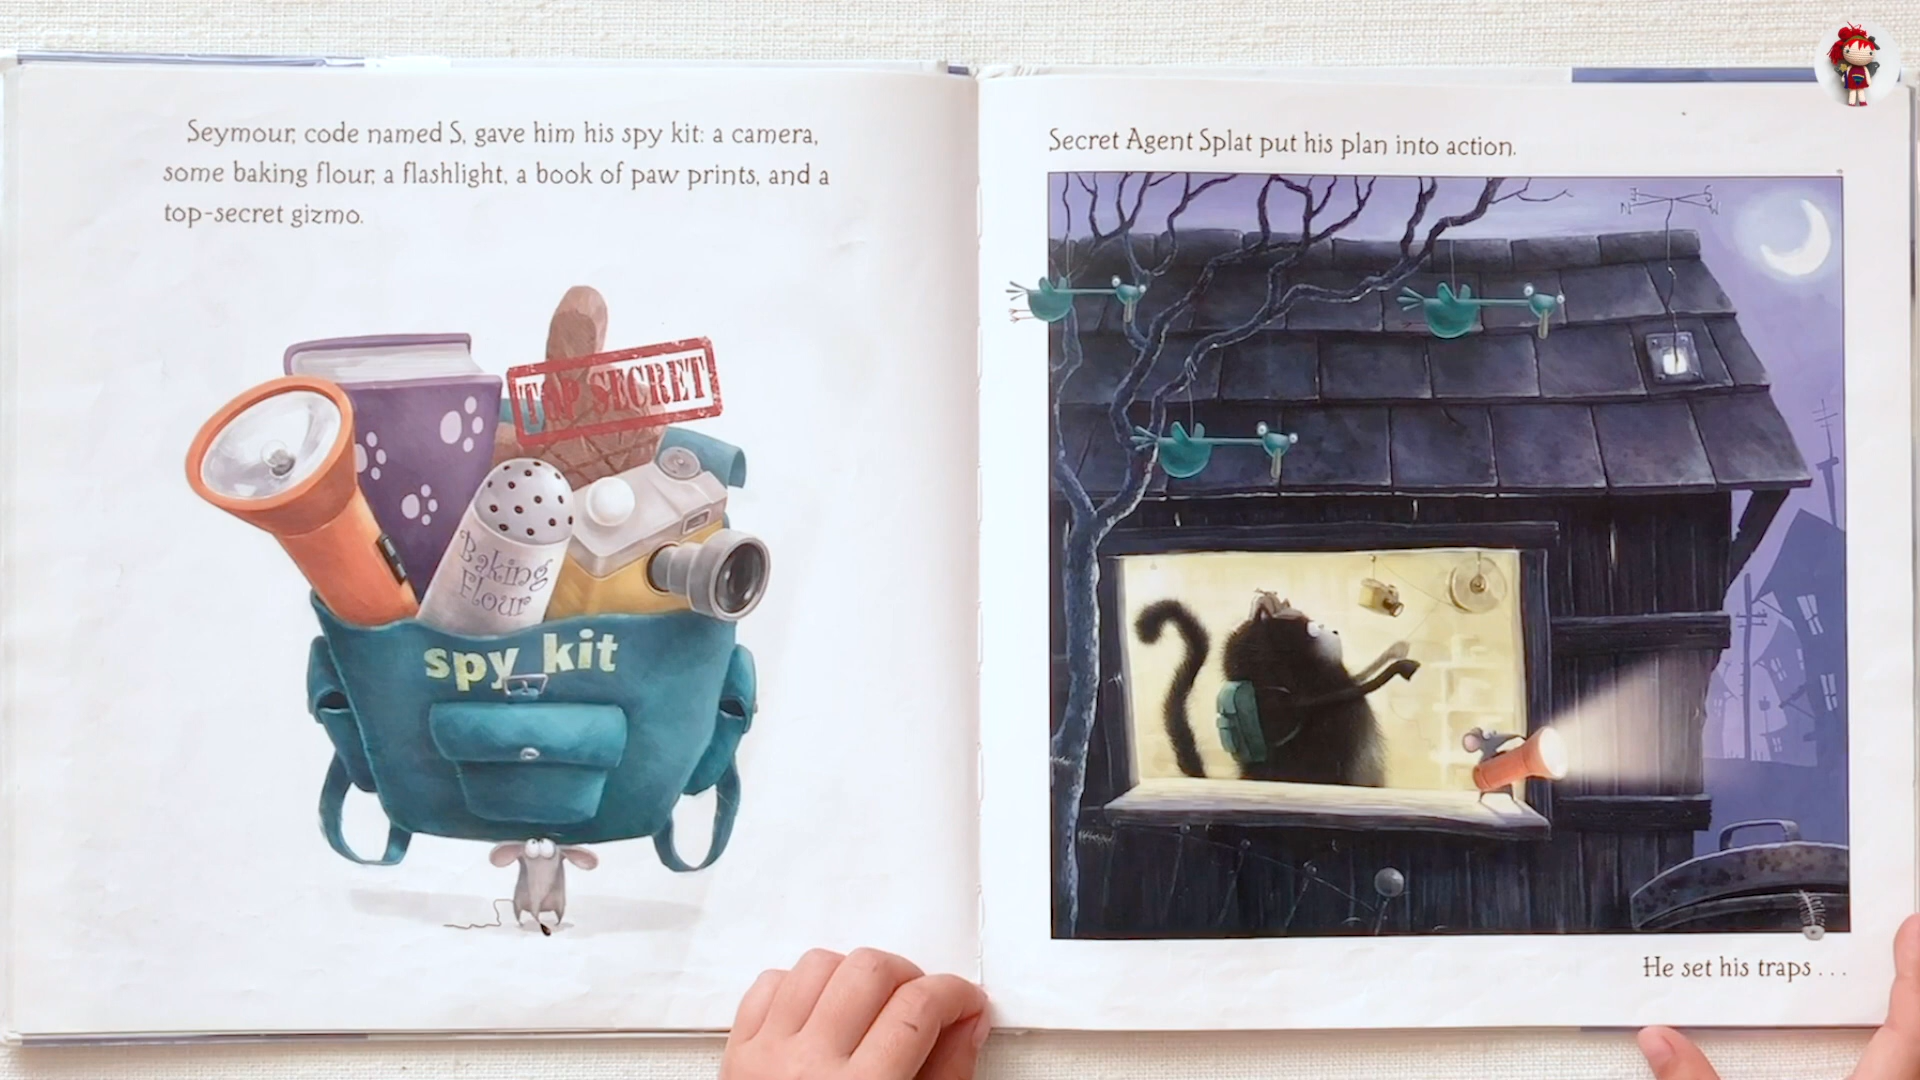 Seymour, code named S, gave him his spy kit: a camera,
some baking flour, a flashlight, a book of paw prints, and a
top-secret gizmo.
TOP SECRET
Baking
Flour
spy kit
Secret Agent Splat put his plan into action.
N W
He set his traps . . .